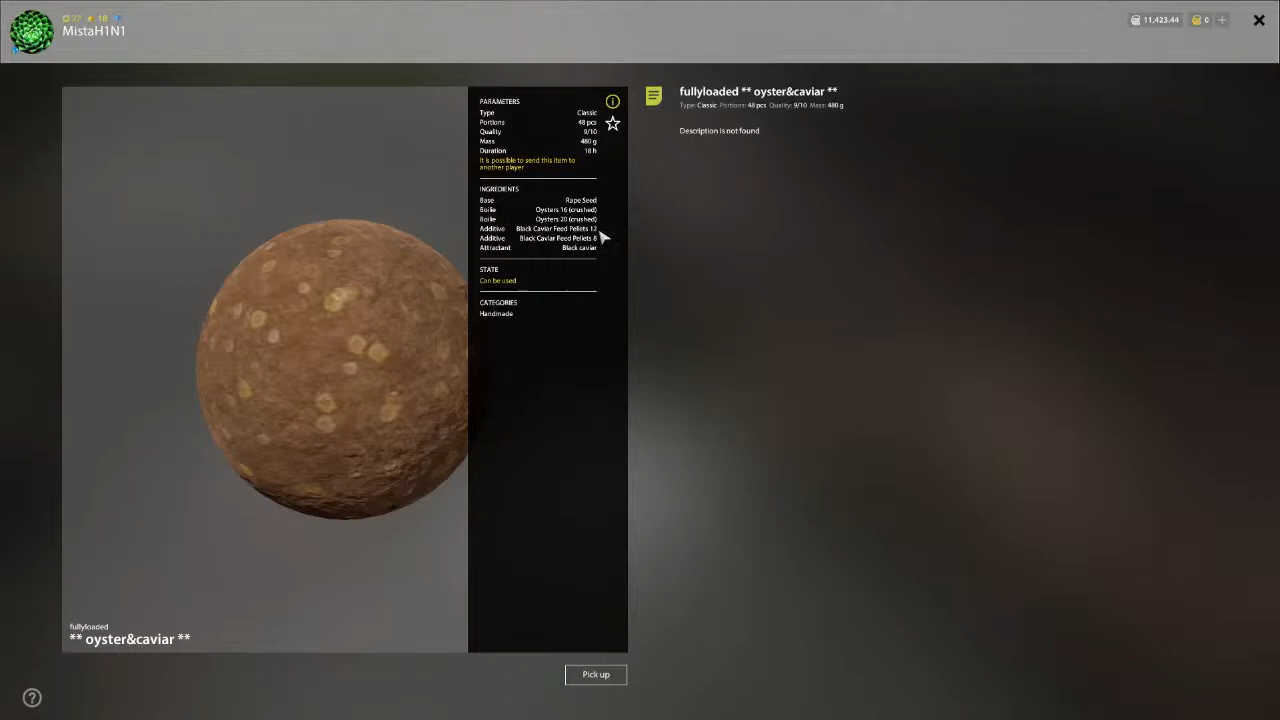 27 18
MistaH1N1
11,423.44 0 +
PARAMETERS
Type Classic
Portions 48 pcs
Quality 9/10
Mass 480 g
Duration 18 h
It is possible to send this item to
another player
INGREDIENTS
Base Rape Seed
Boilie Oysters 16 (crushed)
Boilie Oysters 20 (crushed)
Additive Black Caviar Feed Pellets 12
Additive Black Caviar Feed Pellets 8
Attractant Black caviar
STATE
Can be used
CATEGORIES
Handmade
fullyloaded
** oyster&caviar **
fullyloaded ** oyster&caviar **
Type: Classic Portions: 48 pcs Quality: 9/10 Mass: 480 g
Description is not found
Pick up
?